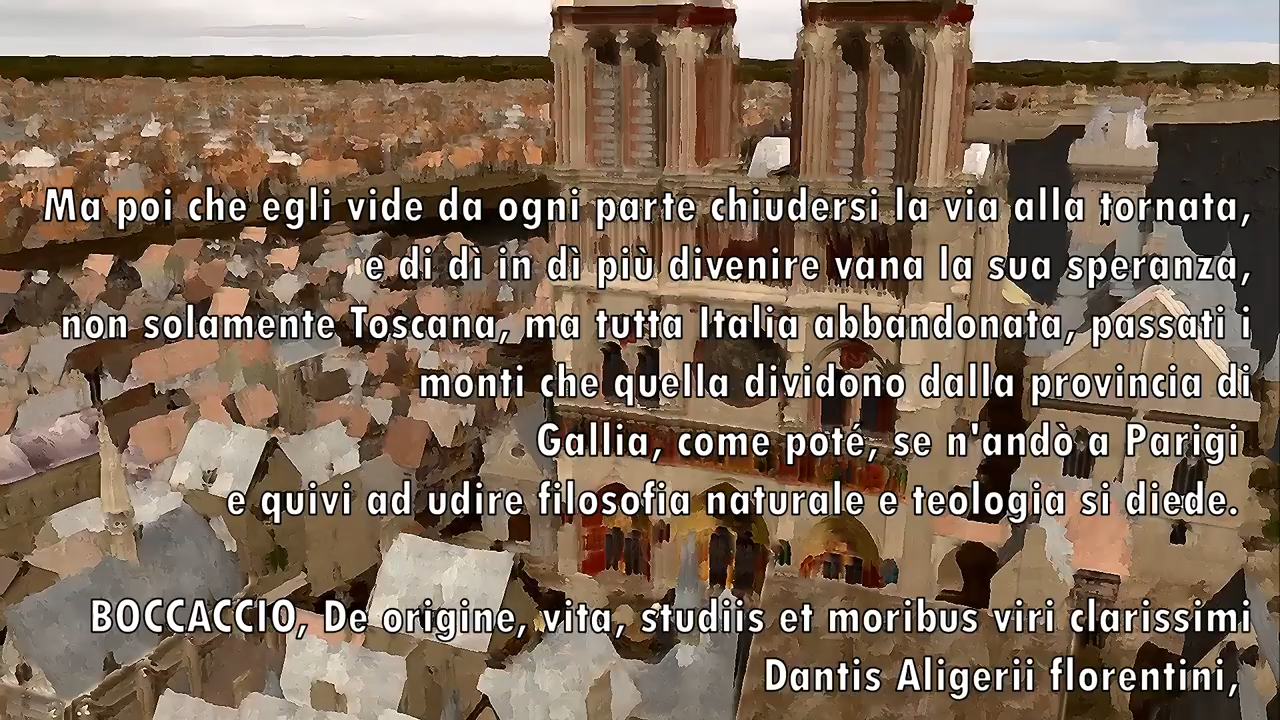 Ma poi che egli vide da ogni parte chiudersi la via alla tornata,
e di dì in dì più divenire vana la sua speranza,
non solamente Toscana, ma tutta Italia abbandonata, passati i
monti che quella dividono dalla provincia di
Gallia, come poté, se n'andò a Parigi
e quivi ad udire filosofia naturale e teologia si diede.
BOCCACCIO, De origine, vita, studiis et moribus viri clarissimi
Dantis Aligerii florentini,